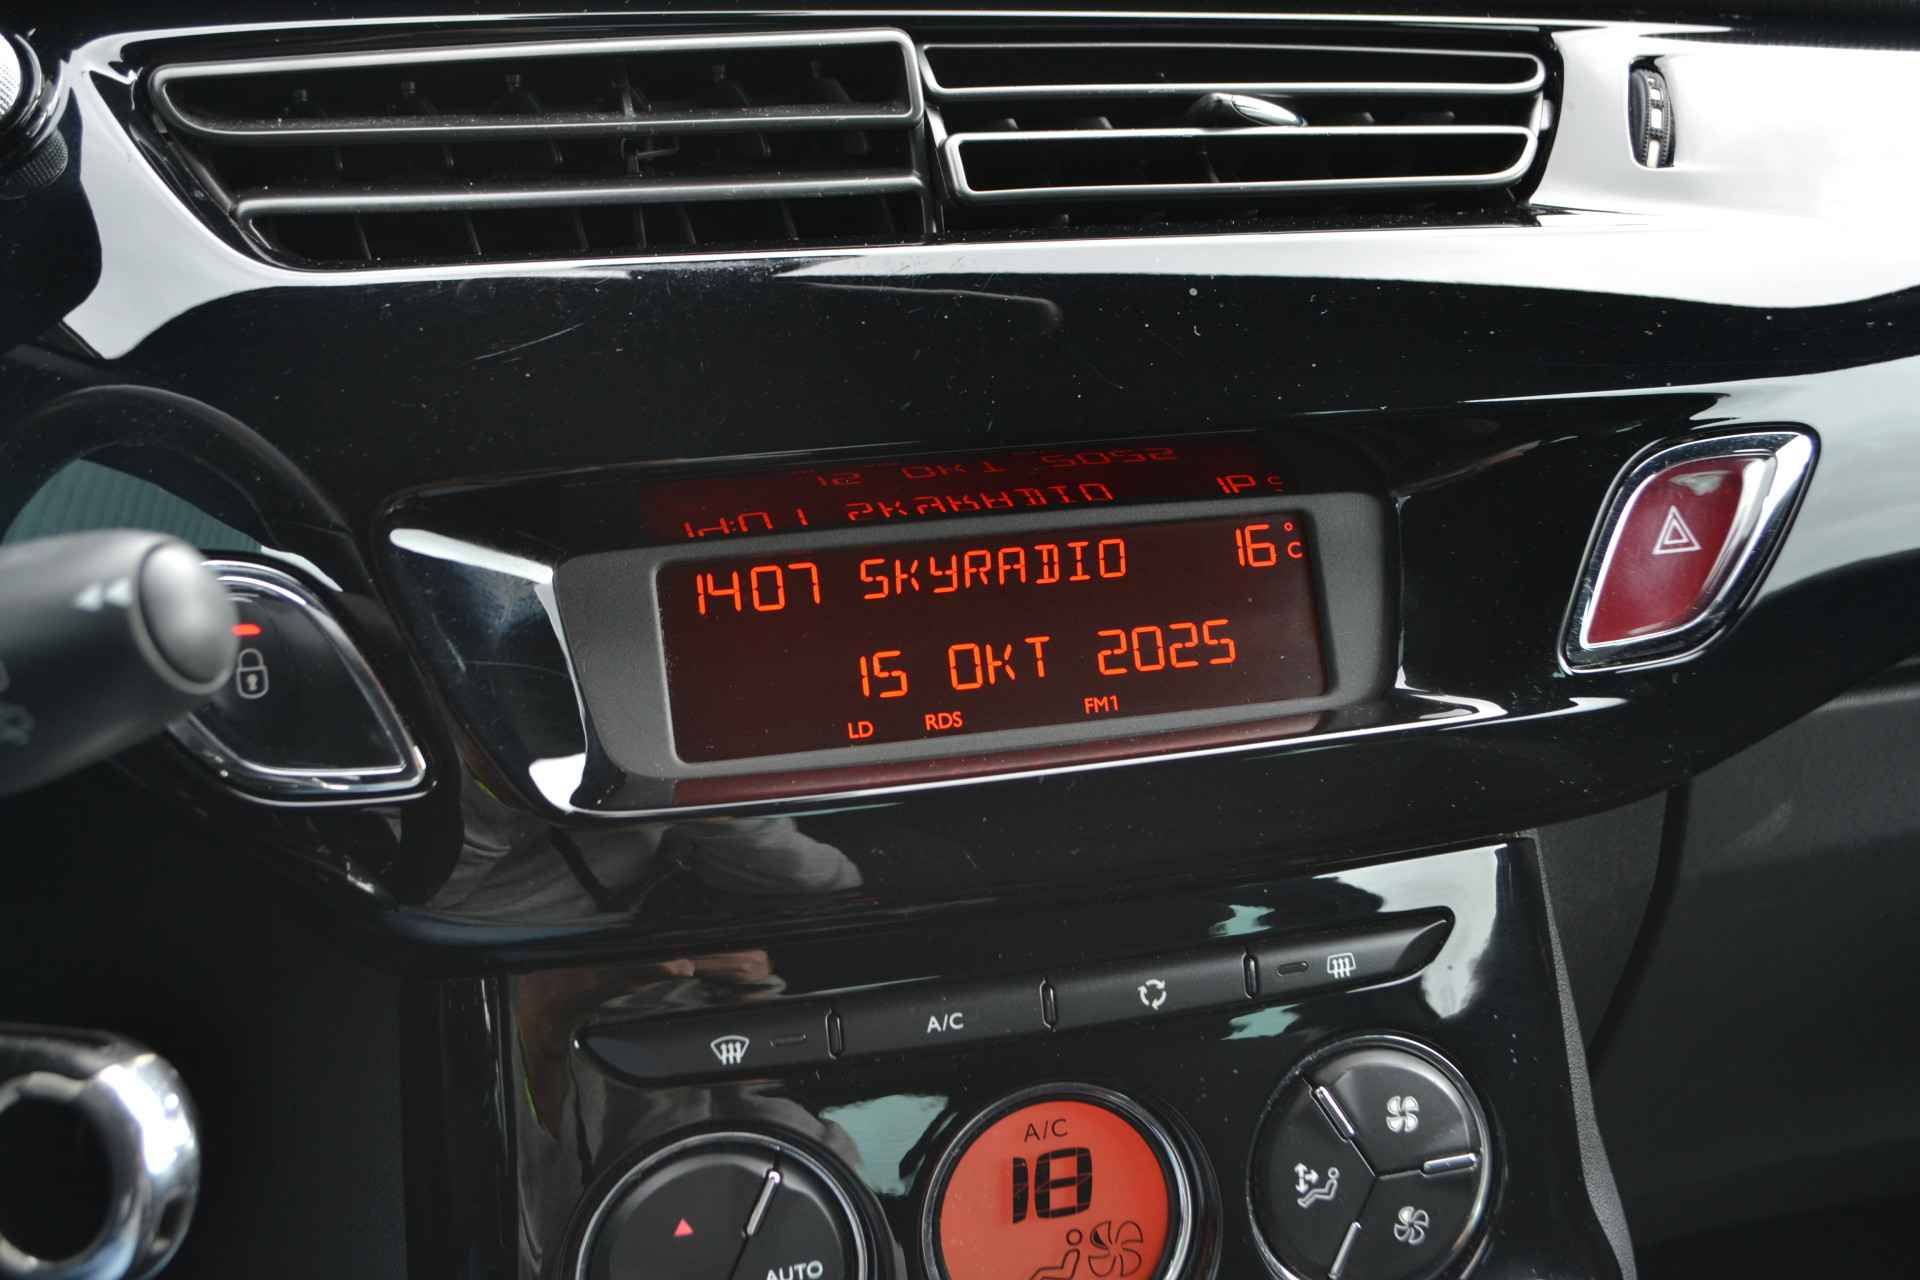 1407 SKYRADIO 16°C
15 OKT 2025
LD RDS FM1
A/C
A/C
18
AUTO